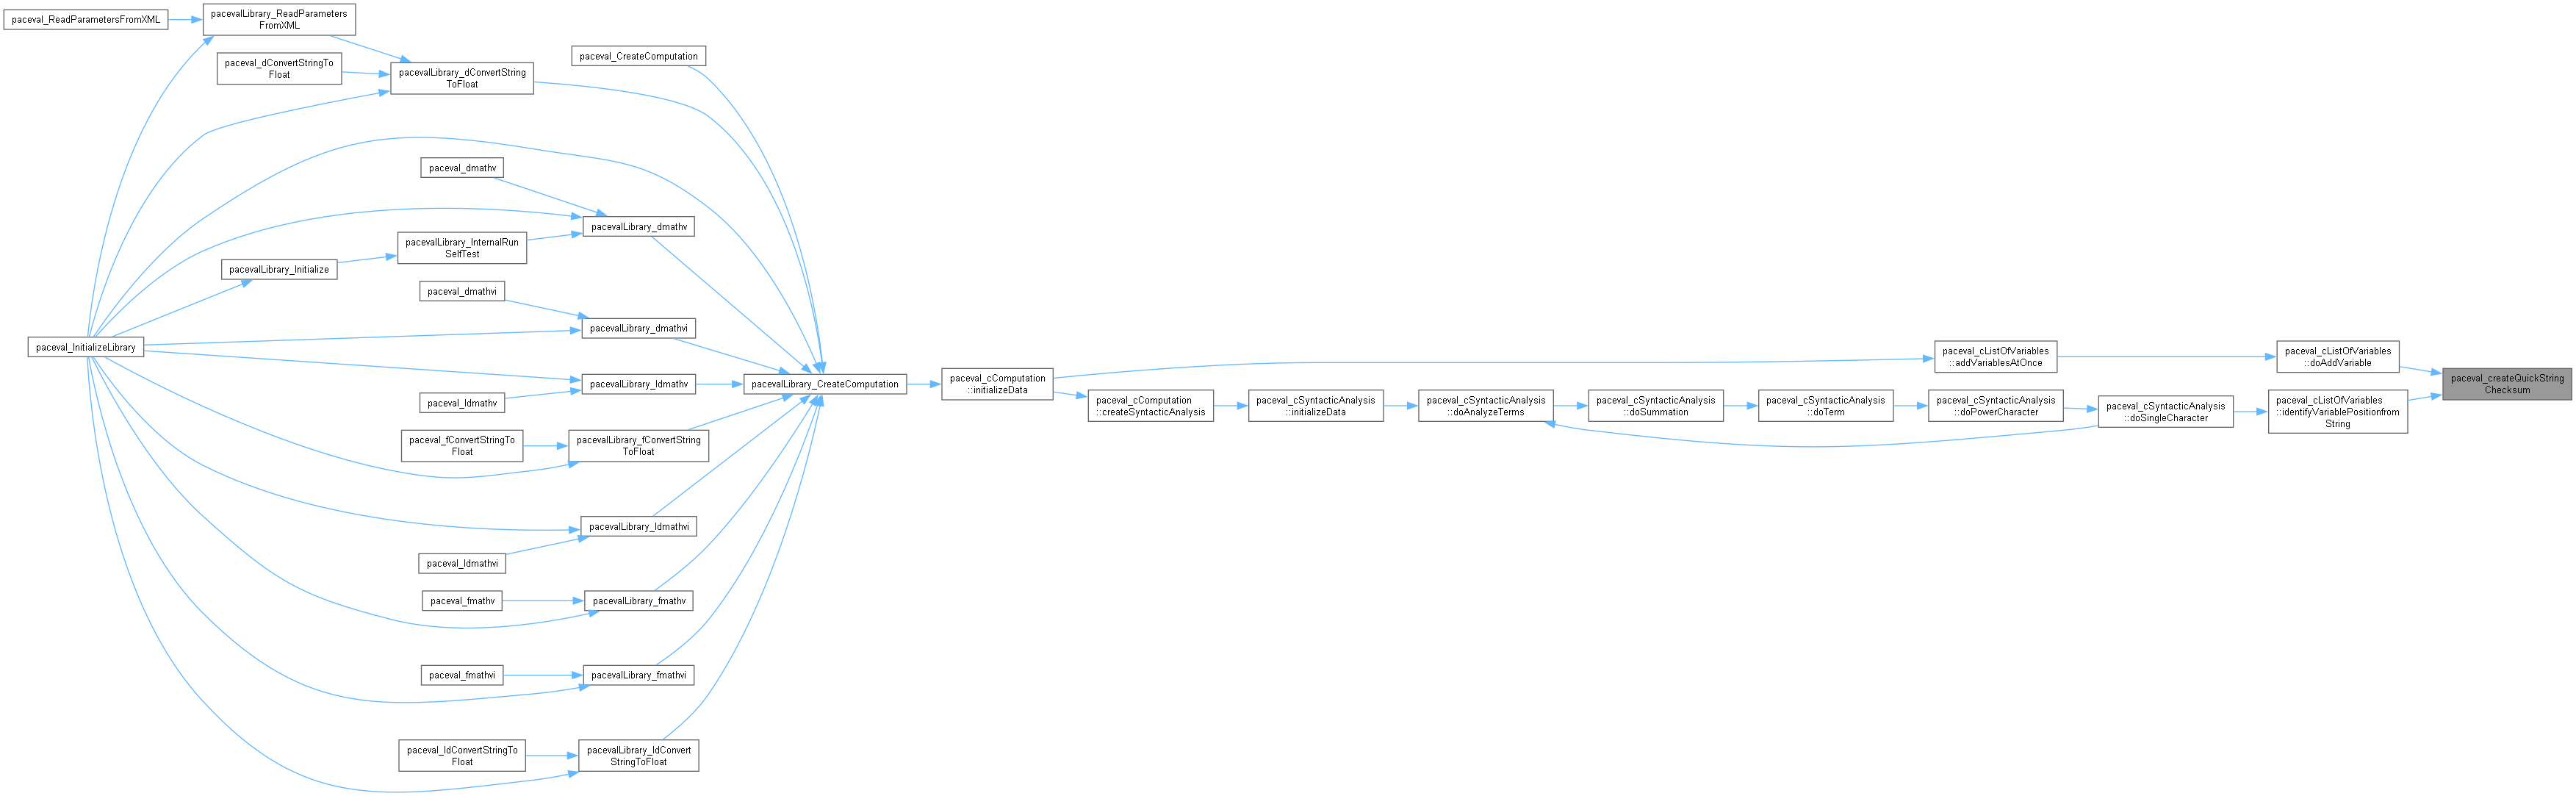 paceval_ReadParametersFromXML
pacevalLibrary_ReadParameters
FromXML
paceval_dConvertStringTo
Float
pacevalLibrary_dConvertString
ToFloat
paceval_CreateComputation
paceval_dmathv
pacevalLibrary_dmathv
pacevalLibrary_InternalRun
SelfTest
pacevalLibrary_Initialize
paceval_dmathvi
pacevalLibrary_dmathvi
paceval_InitializeLibrary
pacevalLibrary_ldmathv
paceval_ldmathv
pacevalLibrary_CreateComputation
paceval_cComputation
::initializeData
paceval_cComputation
::createSyntacticAnalysis
paceval_cSyntacticAnalysis
::initializeData
paceval_cSyntacticAnalysis
::doAnalyzeTerms
paceval_cSyntacticAnalysis
::doSummation
paceval_cSyntacticAnalysis
::doTerm
paceval_cSyntacticAnalysis
::doPowerCharacter
paceval_cSyntacticAnalysis
::doSingleCharacter
paceval_cListOfVariables
::addVariablesAtOnce
paceval_cListOfVariables
::doAddVariable
paceval_cListOfVariables
::identifyVariablePositionfrom
String
paceval_createQuickString
Checksum
paceval_fConvertStringTo
Float
pacevalLibrary_fConvertString
ToFloat
pacevalLibrary_ldmathvi
paceval_ldmathvi
paceval_fmathv
pacevalLibrary_fmathv
paceval_fmathvi
pacevalLibrary_fmathvi
paceval_ldConvertStringTo
Float
pacevalLibrary_ldConvert
StringToFloat